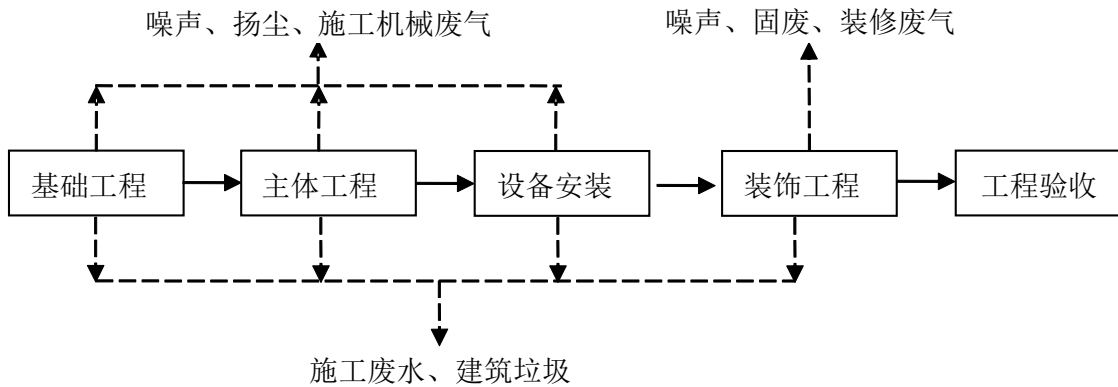 噪声、扬尘、施工机械废气
噪声、固废、装修废气
基础工程
主体工程
设备安装
装饰工程
工程验收
施工废水、建筑垃圾